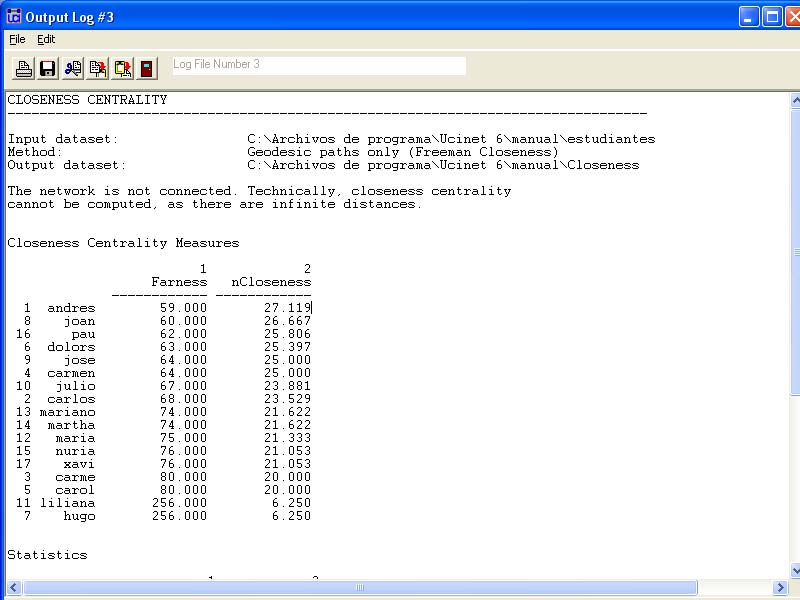 Output Log #3
File Edit
Log File Number 3
CLOSENESS CENTRALITY
--------------------------------------------------------------------------------
Input dataset: C:\Archivos de programa\Ucinet 6\manual\estudiantes
Method: Geodesic paths only (Freeman Closeness)
Output dataset: C:\Archivos de programa\Ucinet 6\manual\Closeness
The network is not connected. Technically, closeness centrality
cannot be computed, as there are infinite distances.
Closeness Centrality Measures
1 2
Farness nCloseness
------------ ------------
1 andres 59.000 27.119
8 joan 60.000 26.667
16 pau 62.000 25.806
6 dolors 63.000 25.397
9 jose 64.000 25.000
4 carmen 64.000 25.000
10 julio 67.000 23.881
2 carlos 68.000 23.529
13 mariano 74.000 21.622
14 martha 74.000 21.622
12 maria 75.000 21.333
15 nuria 76.000 21.053
17 xavi 76.000 21.053
3 carme 80.000 20.000
5 carol 80.000 20.000
11 liliana 256.000 6.250
7 hugo 256.000 6.250
Statistics